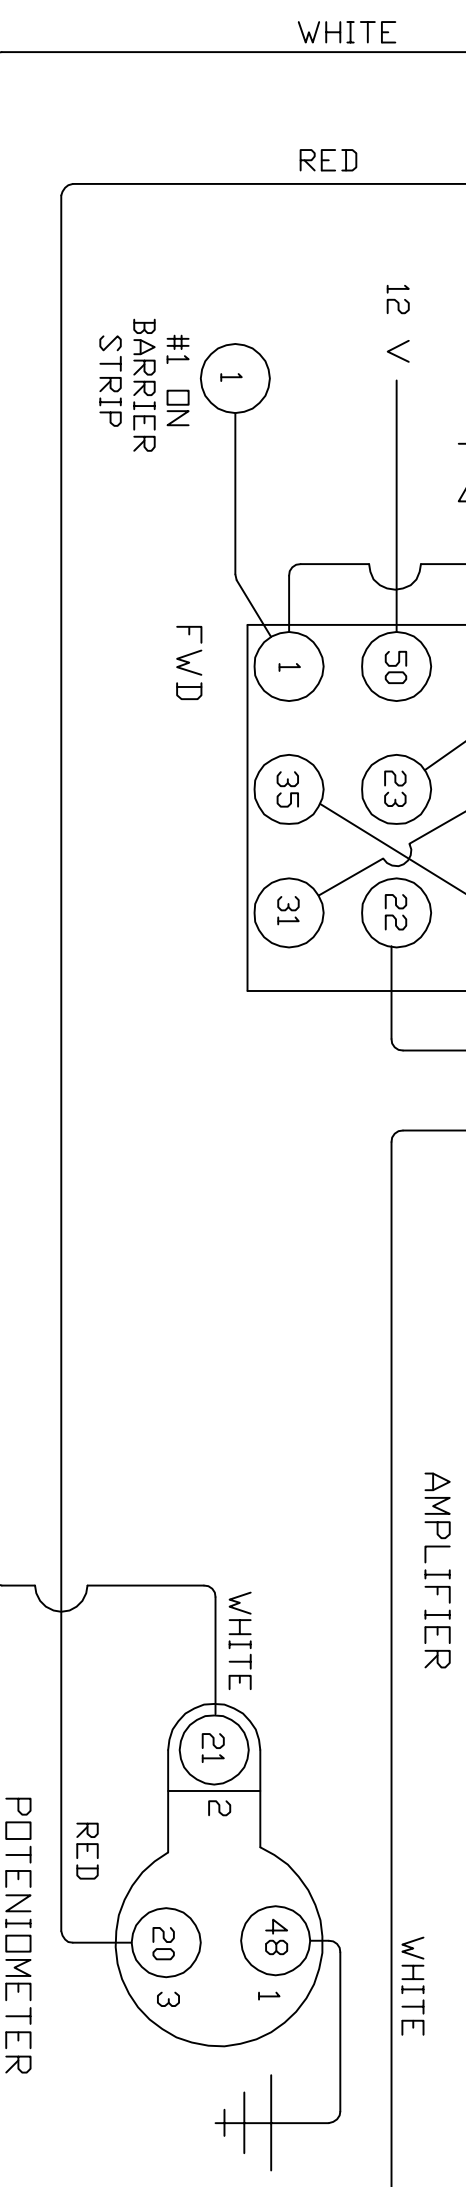 WHITE
RED
12 V
#1 ON
BARRIER
STRIP
1
FWD
1
50
35
23
31
22
AMPLIFIER
WHITE
21
2
RED
20
48
3
1
POTENIOMETER
WHITE